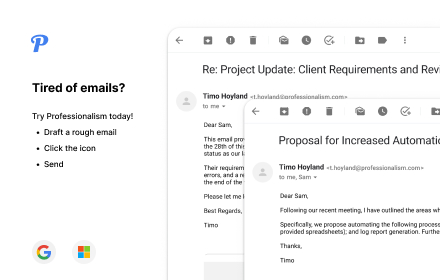 P
Tired of emails?
Try Professionalism today!
• Draft a rough email
• Click the icon
• Send
Re: Project Update: Client Requirements and Revi
Timo Hoyland <t.hoyland@professionalism.com>
to me
Dear Sam,
This email prov
the 28th of this
status as our la
Their requirem
errors, and a re
the end of the
Please let me k
Best Regards,
Timo
Proposal for Increased Automatic
Timo Hoyland <t.hoyland@professionalism.com>
to me, Sam
Dear Sam,
Following our recent meeting, I have outlined the areas wh
Specifically, we propose automating the following process
provided spreadsheets); and log report generation. Furthe
Thanks,
Timo